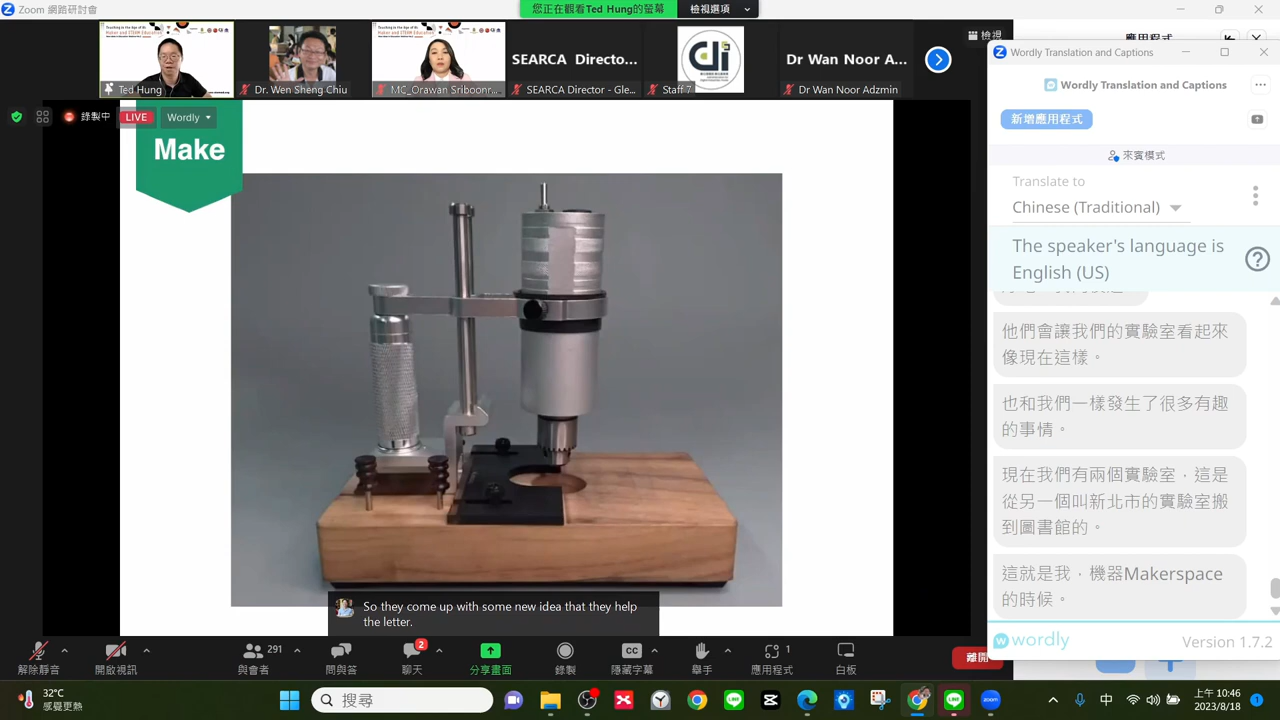 Zoom 網路研討會
您正在觀看Ted Hung的螢幕
檢視選項
檢視
應用程式
Ted Hung
Dr. Wen Sheng Chiu
MC_Orawan Sriboonr...
SEARCA Directo...
SEARCA Director - Gle...
Staff 7
Dr Wan Noor A...
Dr Wan Noor Adzmin
錄製中
LIVE
Wordly
Make
So they come up with some new idea that they help
the letter.
Wordly Translation and Captions
Wordly Translation and Captions
新增應用程式
來賓模式
Translate to
Chinese (Traditional)
The speaker's language is
English (US)
他們會議我們的實驗室看起來
像現在這樣
也和我們一樣發生了很多有趣
的事情。
現在我們有兩個實驗室，這是
從另一個叫新北市的實驗室搬
到圖書館的。
這就是我，機器Makerspace
的時候。
wordly
Version 1.7.2
解除靜音
開啟視訊
291
與會者
問與答
2
聊天
分享畫面
錄製
CC
隱藏字幕
舉手
1
應用程式
白板
離開
32°C
感覺更熱
搜尋
中
上午 10:46
2023/8/18